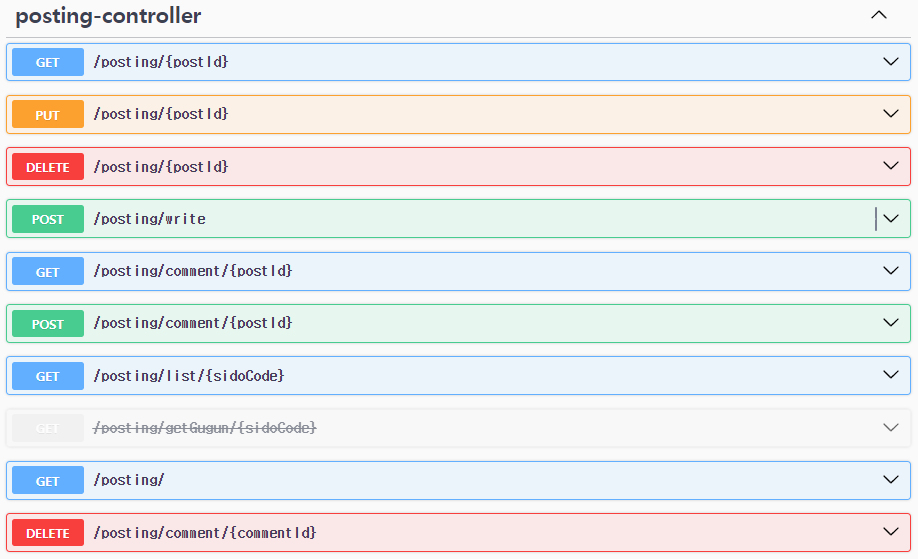 posting-controller
GET /posting/{postId}
PUT /posting/{postId}
DELETE /posting/{postId}
POST /posting/write
GET /posting/comment/{postId}
POST /posting/comment/{postId}
GET /posting/list/{sidoCode}
GET /posting/getGugun/{sidoCode}
GET /posting/
DELETE /posting/comment/{commentId}